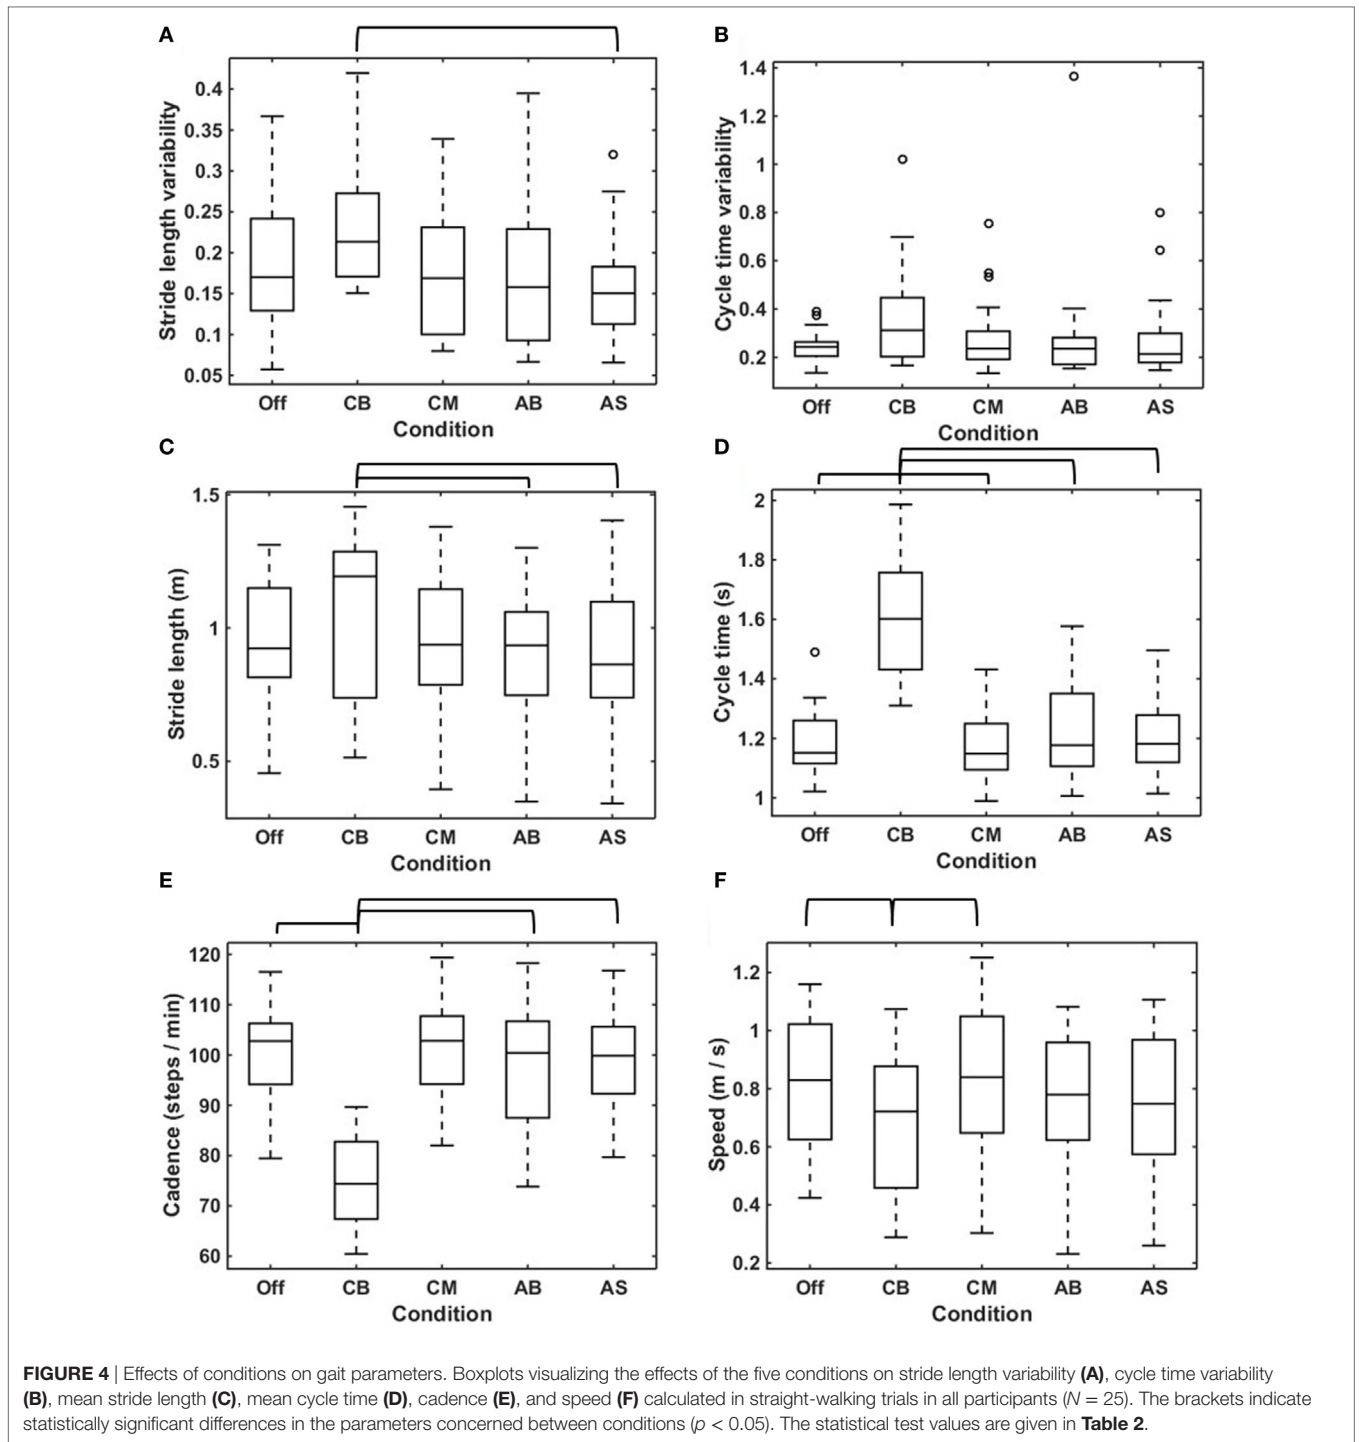 A
0.4
0.35
0.3
0.25
0.2
0.15
0.1
0.05
Stride length variability
Off CB CM AB AS
Condition
B
1.4
1.2
1
0.8
0.6
0.4
0.2
Cycle time variability
Off CB CM AB AS
Condition
C
1.5
1
0.5
Stride length (m)
Off CB CM AB AS
Condition
D
2
1.8
1.6
1.4
1.2
1
Cycle time (s)
Off CB CM AB AS
Condition
E
120
110
100
90
80
70
60
Cadence (steps / min)
Off CB CM AB AS
Condition
F
1.2
1
0.8
0.6
0.4
0.2
Speed (m / s)
Off CB CM AB AS
Condition
FIGURE 4 | Effects of conditions on gait parameters. Boxplots visualizing the effects of the five conditions on stride length variability (A), cycle time variability
(B), mean stride length (C), mean cycle time (D), cadence (E), and speed (F) calculated in straight-walking trials in all participants (N = 25). The brackets indicate
statistically significant differences in the parameters concerned between conditions (p < 0.05). The statistical test values are given in Table 2.